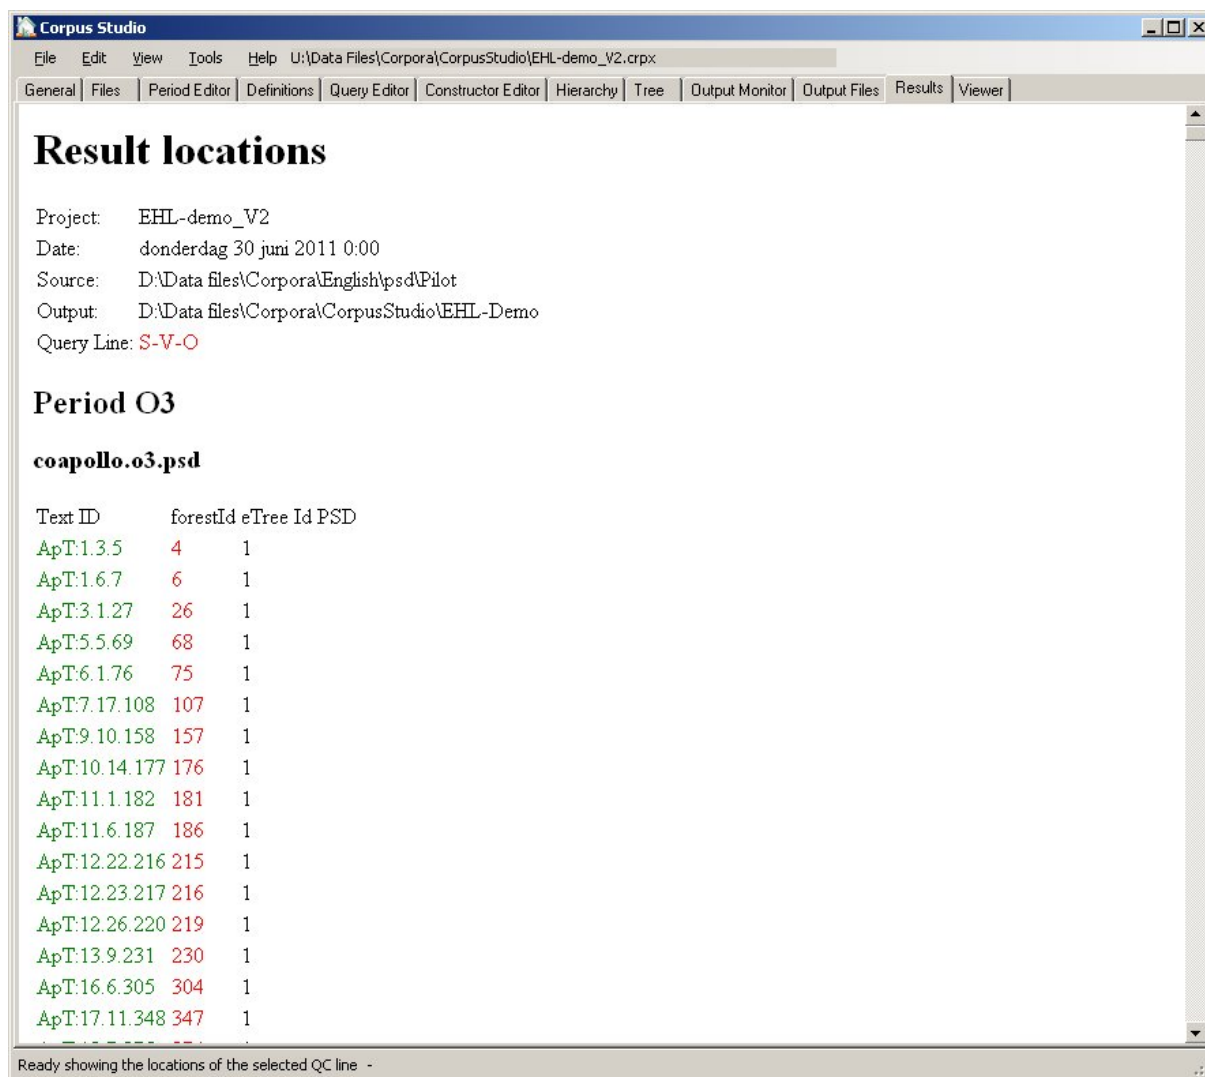 Corpus Studio
File Edit View Tools Help U:\Data Files\Corpora\CorpusStudio\EHL-demo_V2.crpx
General Files Period Editor Definitions Query Editor Constructor Editor Hierarchy Tree Output Monitor Output Files Results Viewer
Result locations
Project: EHL-demo_V2
Date: donderdag 30 juni 2011 0:00
Source: D:\Data files\Corpora\English\psd\Pilot
Output: D:\Data files\Corpora\CorpusStudio\EHL-Demo
Query Line: S-V-O
Period O3
coapollo.o3.psd
Text ID forestId eTree Id PSD
ApT:1.3.5 4 1
ApT:1.6.7 6 1
ApT:3.1.27 26 1
ApT:5.5.69 68 1
ApT:6.1.76 75 1
ApT:7.17.108 107 1
ApT:9.10.158 157 1
ApT:10.14.177 176 1
ApT:11.1.182 181 1
ApT:11.6.187 186 1
ApT:12.22.216 215 1
ApT:12.23.217 216 1
ApT:12.26.220 219 1
ApT:13.9.231 230 1
ApT:16.6.305 304 1
ApT:17.11.348 347 1
Ready showing the locations of the selected QC line -